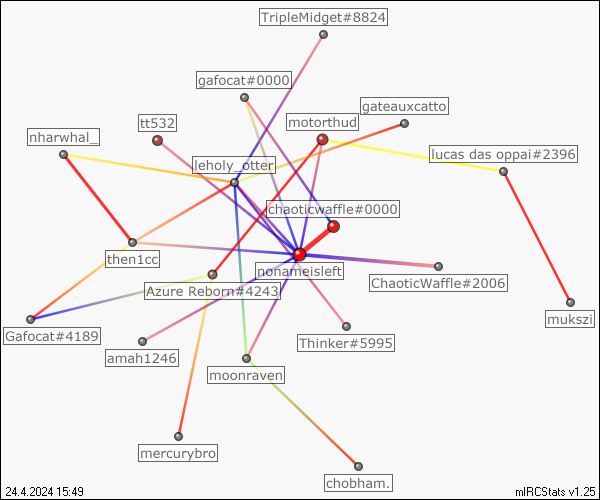 TripleMidget#8824
gafocat#0000
gateauxcatto
tt532
motorthud
nharwhal_
lucas das oppai#2396
leholy_otter
chaoticwaffle#0000
then1cc
nonameisleft
ChaoticWaffle#2006
Azure Reborn#4243
mukszi
Gafocat#4189
Thinker#5995
amah1246
moonraven
mercurybro
chobham.
24.4.2024 15:49
mIRCStats v1.25